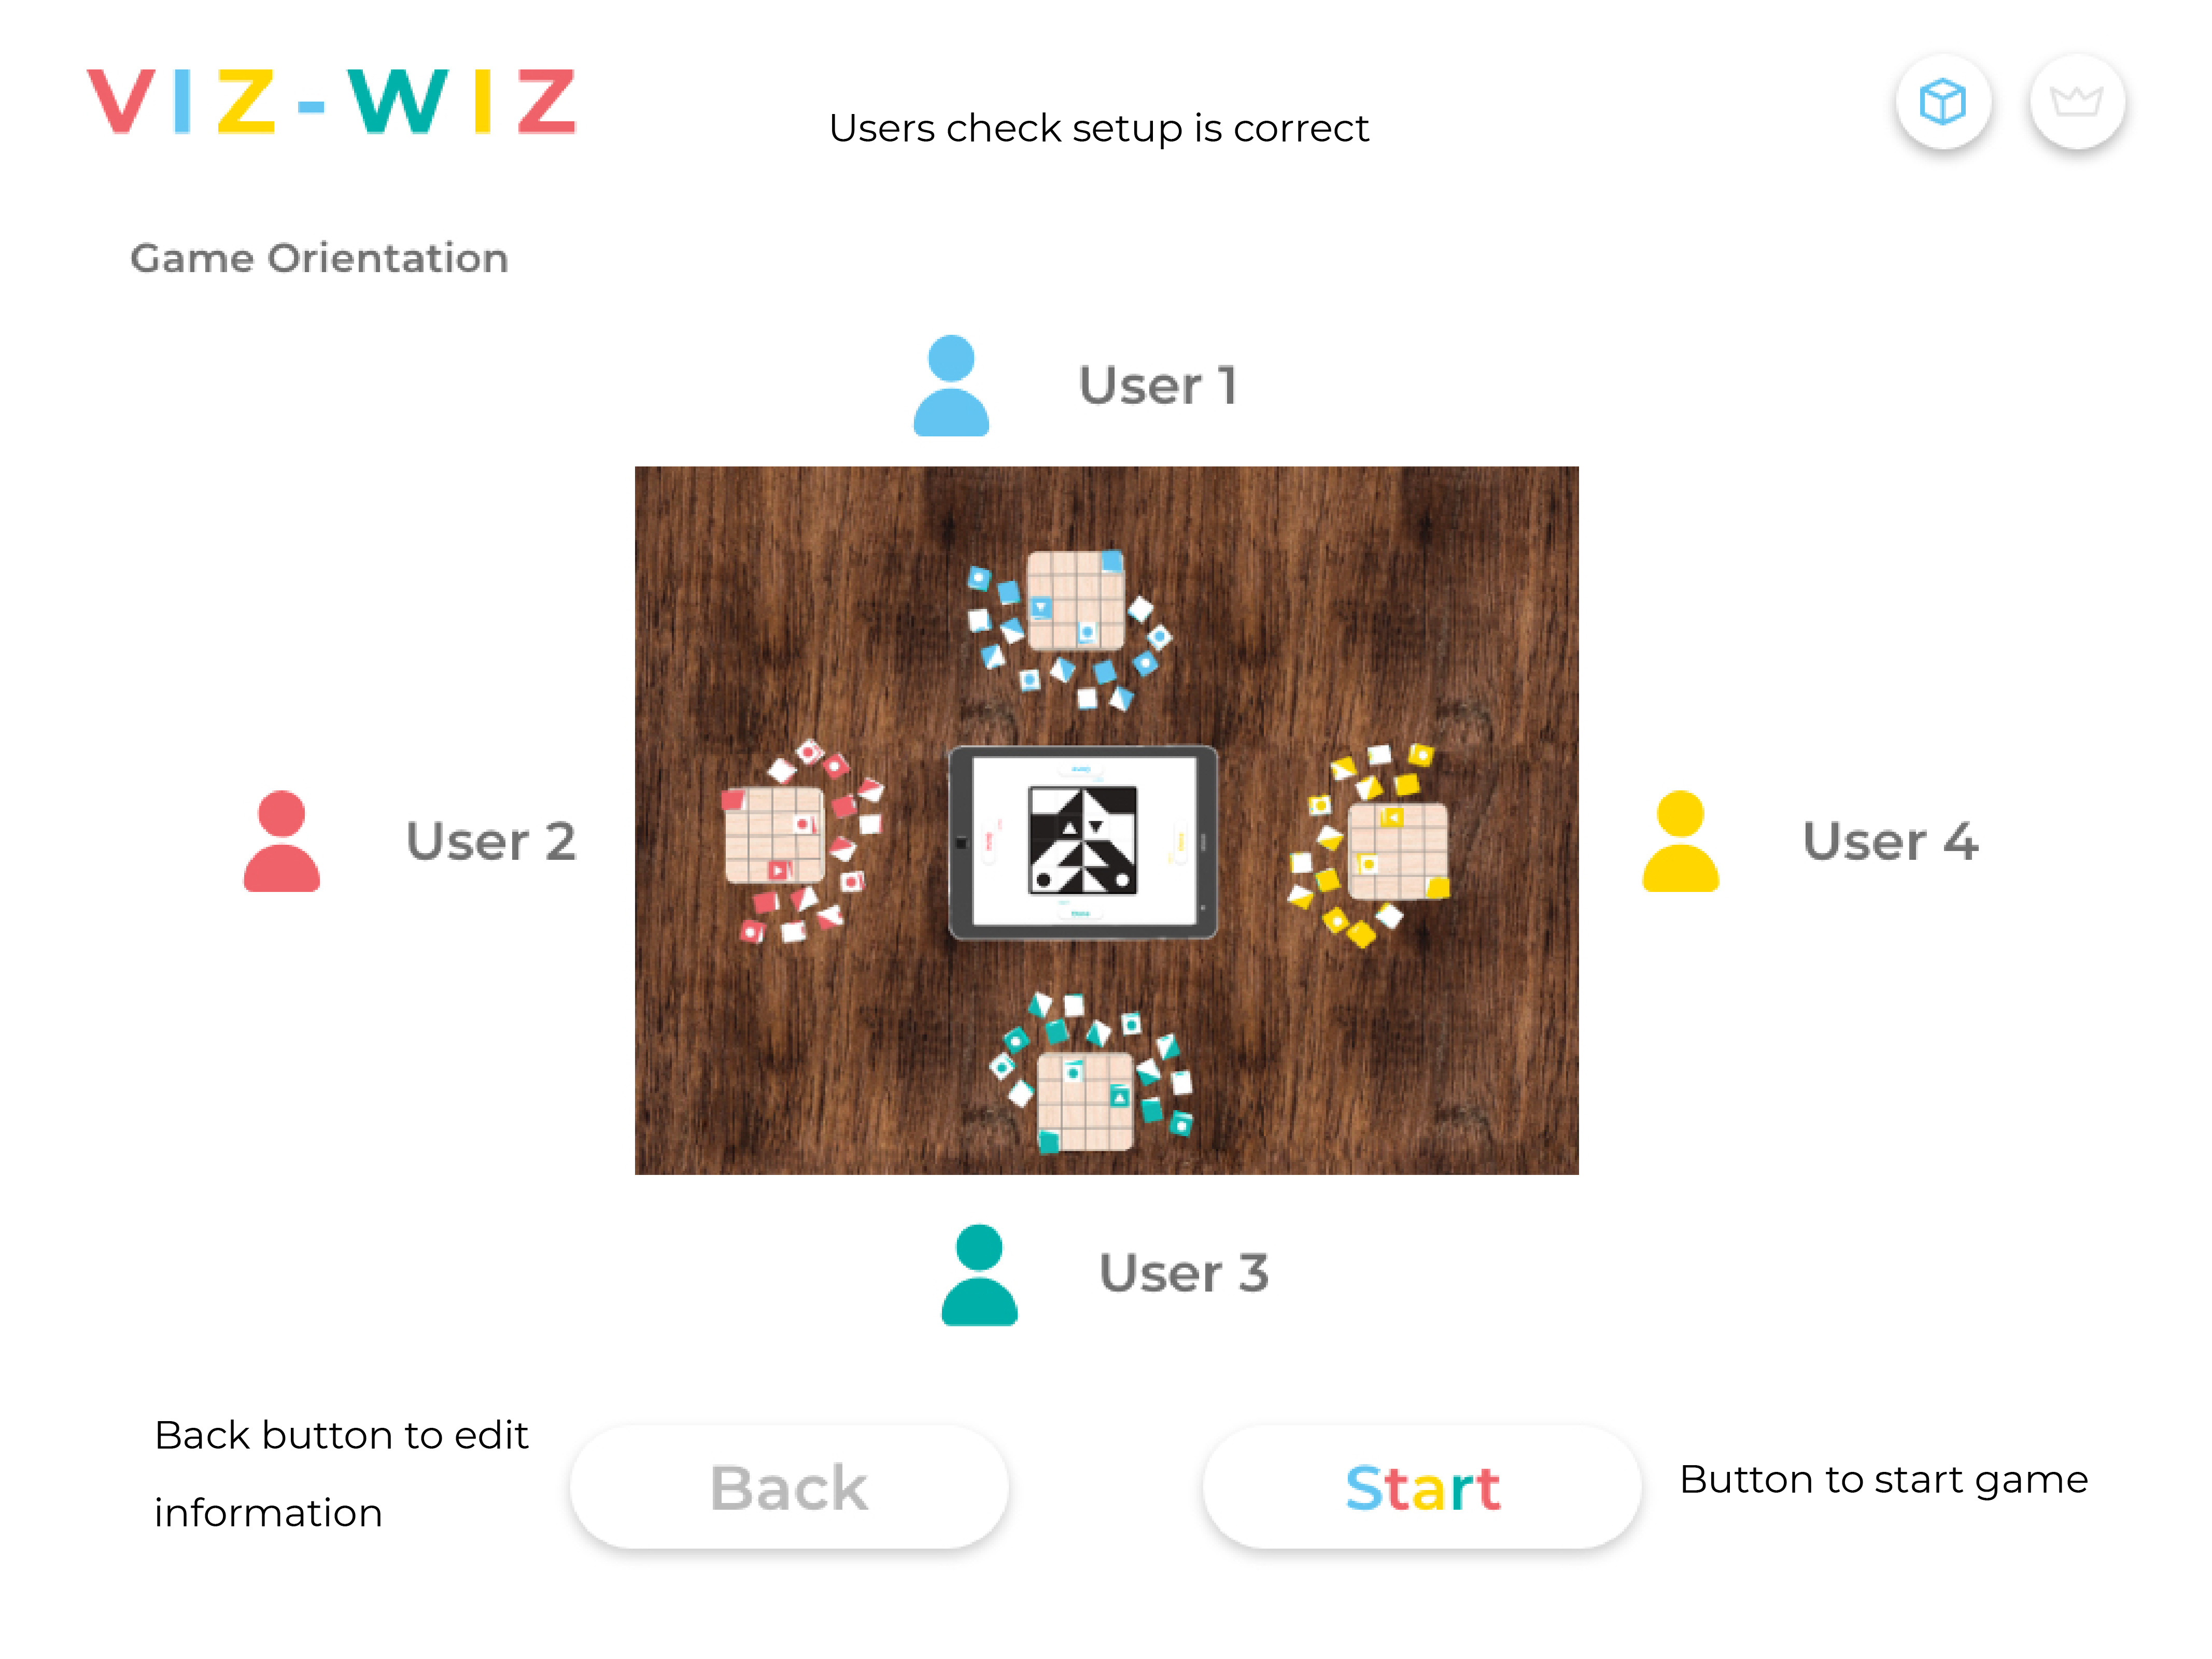 VIZ-WIZ
Users check setup is correct
Game Orientation
User 1
User 2
User 4
User 3
Back button to edit
information
Back
Start
Button to start game